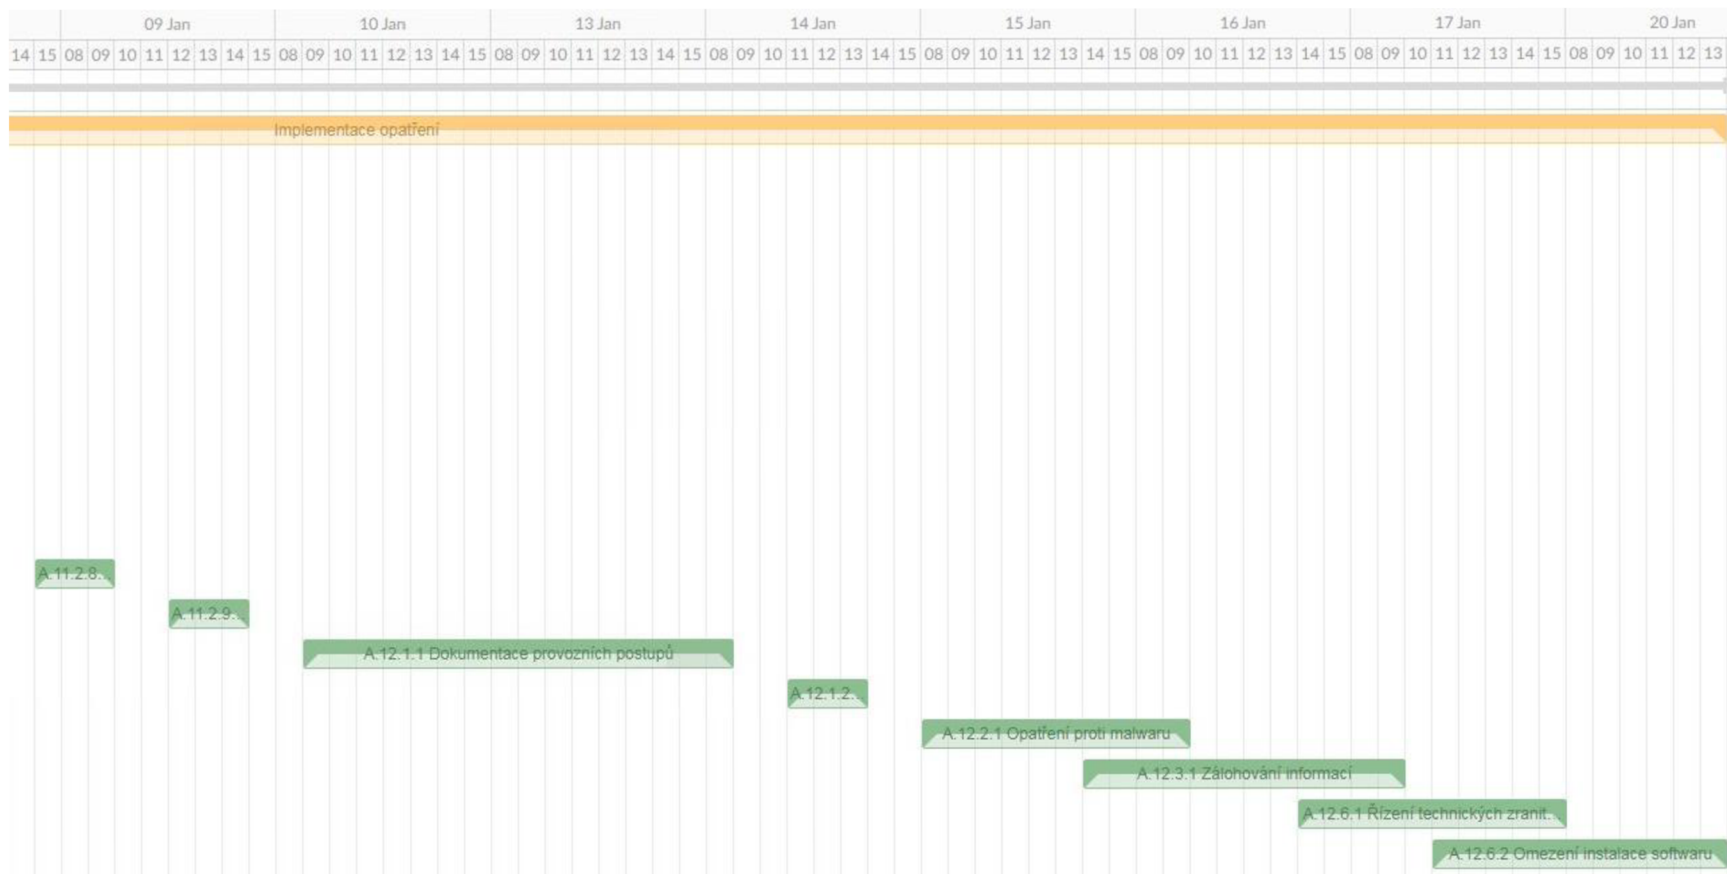 09 Jan 10 Jan 13 Jan 14 Jan 15 Jan 16 Jan 17 Jan 20 Jan
14 15 08 09 10 11 12 13 14 15 08 09 10 11 12 13 14 15 08 09 10 11 12 13 14 15 08 09 10 11 12 13 14 15 08 09 10 11 12 13 14 15 08 09 10 11 12 13 14 15 08 09 10 11 12 13 14 15 08 09 10 11 12 13
Implementace opatření
A.11.2.8...
A.11.2.9...
A.12.1.1 Dokumentace provozních postupů
A.12.1.2...
A.12.2.1 Opatření proti malwaru
A.12.3.1 Zálohování informací
A.12.6.1 Řízení technických zranit...
A.12.6.2 Omezení instalace softwaru